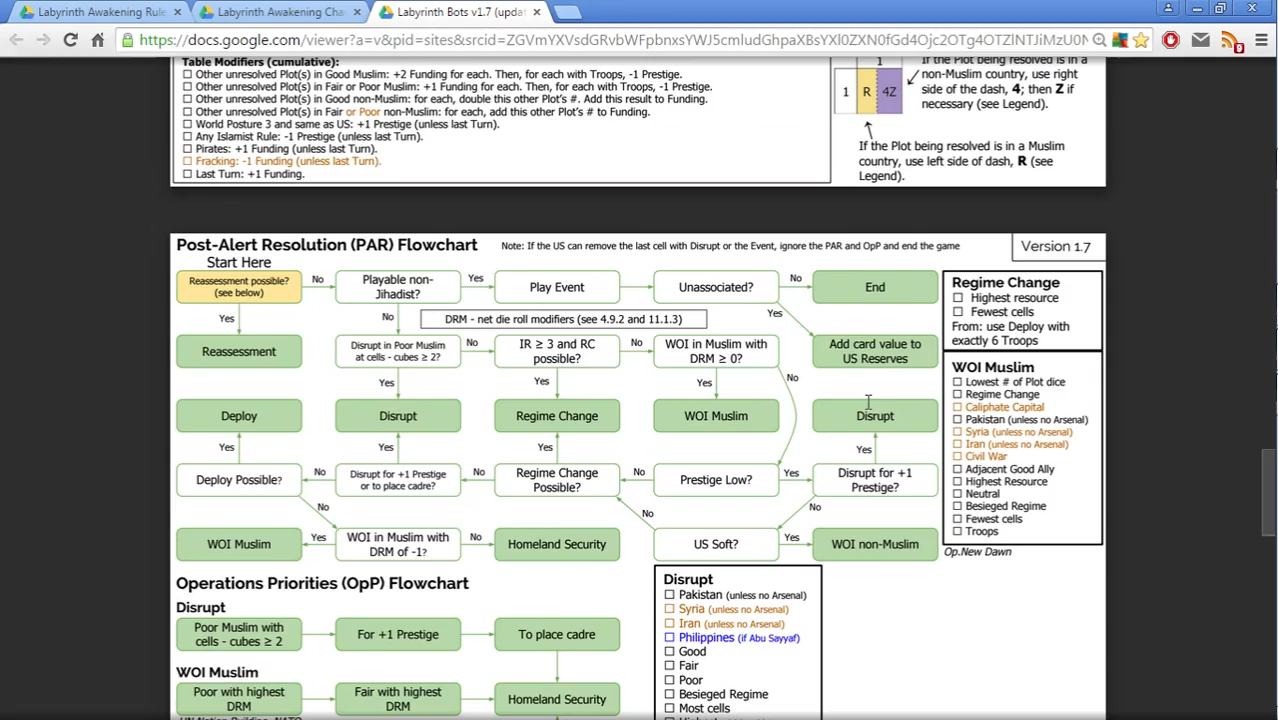 Labyrinth Awakening Rule
Labyrinth Awakening Cha
Labyrinth Bots v1.7 (upda
Table Modifiers (cumulative):
Other unresolved Plot(s) in Good Muslim: +2 Funding for each. Then, for each with Troops, -1 Prestige.
Other unresolved Plot(s) in Fair or Poor Muslim: +1 Funding for each. Then, for each with Troops, -1 Prestige.
Other unresolved Plot(s) in Good non-Muslim: for each, double this other Plot's #. Add this result to Funding.
Other unresolved Plot(s) in Fair or Poor non-Muslim: for each, add this other Plot's # to Funding.
World Posture 3 and same as US: +1 Prestige (unless last Turn).
Any Islamist Rule: -1 Prestige (unless last Turn).
Pirates: +1 Funding (unless last Turn).
Fracking: -1 Funding (unless last Turn).
Last Turn: +1 Funding.
1
1 R 4Z
If the Plot being resolved is in a
non-Muslim country, use right
side of the dash, 4; then Z if
necessary (see Legend).
If the Plot being resolved is in a Muslim
country, use left side of dash, R (see
Legend).
Post-Alert Resolution (PAR) Flowchart
Note: If the US can remove the last cell with Disrupt or the Event, ignore the PAR and OpP and end the game
Version 1.7
Start Here
Reassessment possible?
(see below)
No
Playable non-
Jihadist?
Yes
Play Event
Unassociated?
No
End
Yes
No
Yes
DRM - net die roll modifiers (see 4.9.2 and 11.1.3)
Reassessment
Disrupt in Poor Muslim
at cells - cubes ≥ 2?
No
IR ≥ 3 and RC
possible?
No
WOI in Muslim with
DRM ≥ 0?
Add card value to
US Reserves
Yes
Yes
Yes
No
Deploy
Disrupt
Regime Change
WOI Muslim
Disrupt
Yes
Yes
Yes
Yes
Deploy Possible?
No
Disrupt for +1 Prestige
or to place cadre?
No
Regime Change
Possible?
No
Prestige Low?
Yes
Disrupt for +1
Prestige?
No
No
No
WOI Muslim
Yes
WOI in Muslim with
DRM of -1?
No
Homeland Security
US Soft?
Yes
WOI non-Muslim
Regime Change
Highest resource
Fewest cells
From: use Deploy with
exactly 6 Troops
WOI Muslim
Lowest # of Plot dice
Regime Change
Caliphate Capital
Pakistan (unless no Arsenal)
Syria (unless no Arsenal)
Iran (unless no Arsenal)
Civil War
Adjacent Good Ally
Highest Resource
Neutral
Besieged Regime
Fewest cells
Troops
Op.New Dawn
Operations Priorities (OpP) Flowchart
Disrupt
Poor Muslim with
cells - cubes ≥ 2
For +1 Prestige
To place cadre
WOI Muslim
Poor with highest
DRM
Fair with highest
DRM
Homeland Security
Disrupt
Pakistan (unless no Arsenal)
Syria (unless no Arsenal)
Iran (unless no Arsenal)
Philippines (if Abu Sayyaf)
Good
Fair
Poor
Besieged Regime
Most cells